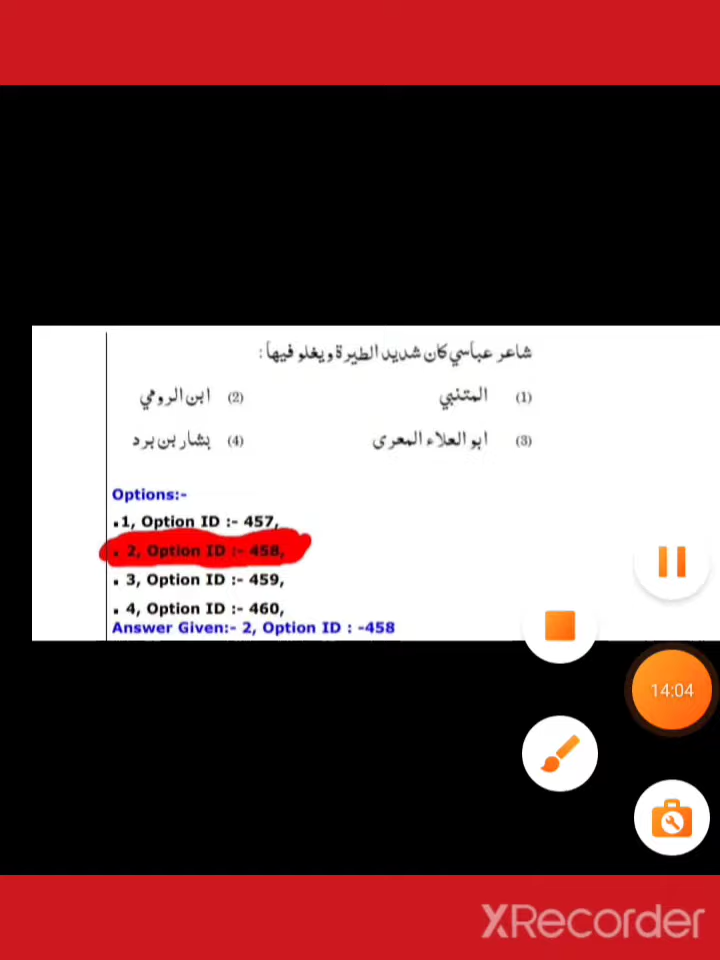 شاعر عباسي كان شديد الطيرة ويغلو فيها :
(1) المتنبي (2) ابن الرومي
(3) ابو العلاء المعرى (4) بشار بن برد
Options:-
. 1, Option ID :- 457,
. 2, Option ID :- 458,
. 3, Option ID :- 459,
. 4, Option ID :- 460,
Answer Given:- 2, Option ID : -458
14:04
XRecorder